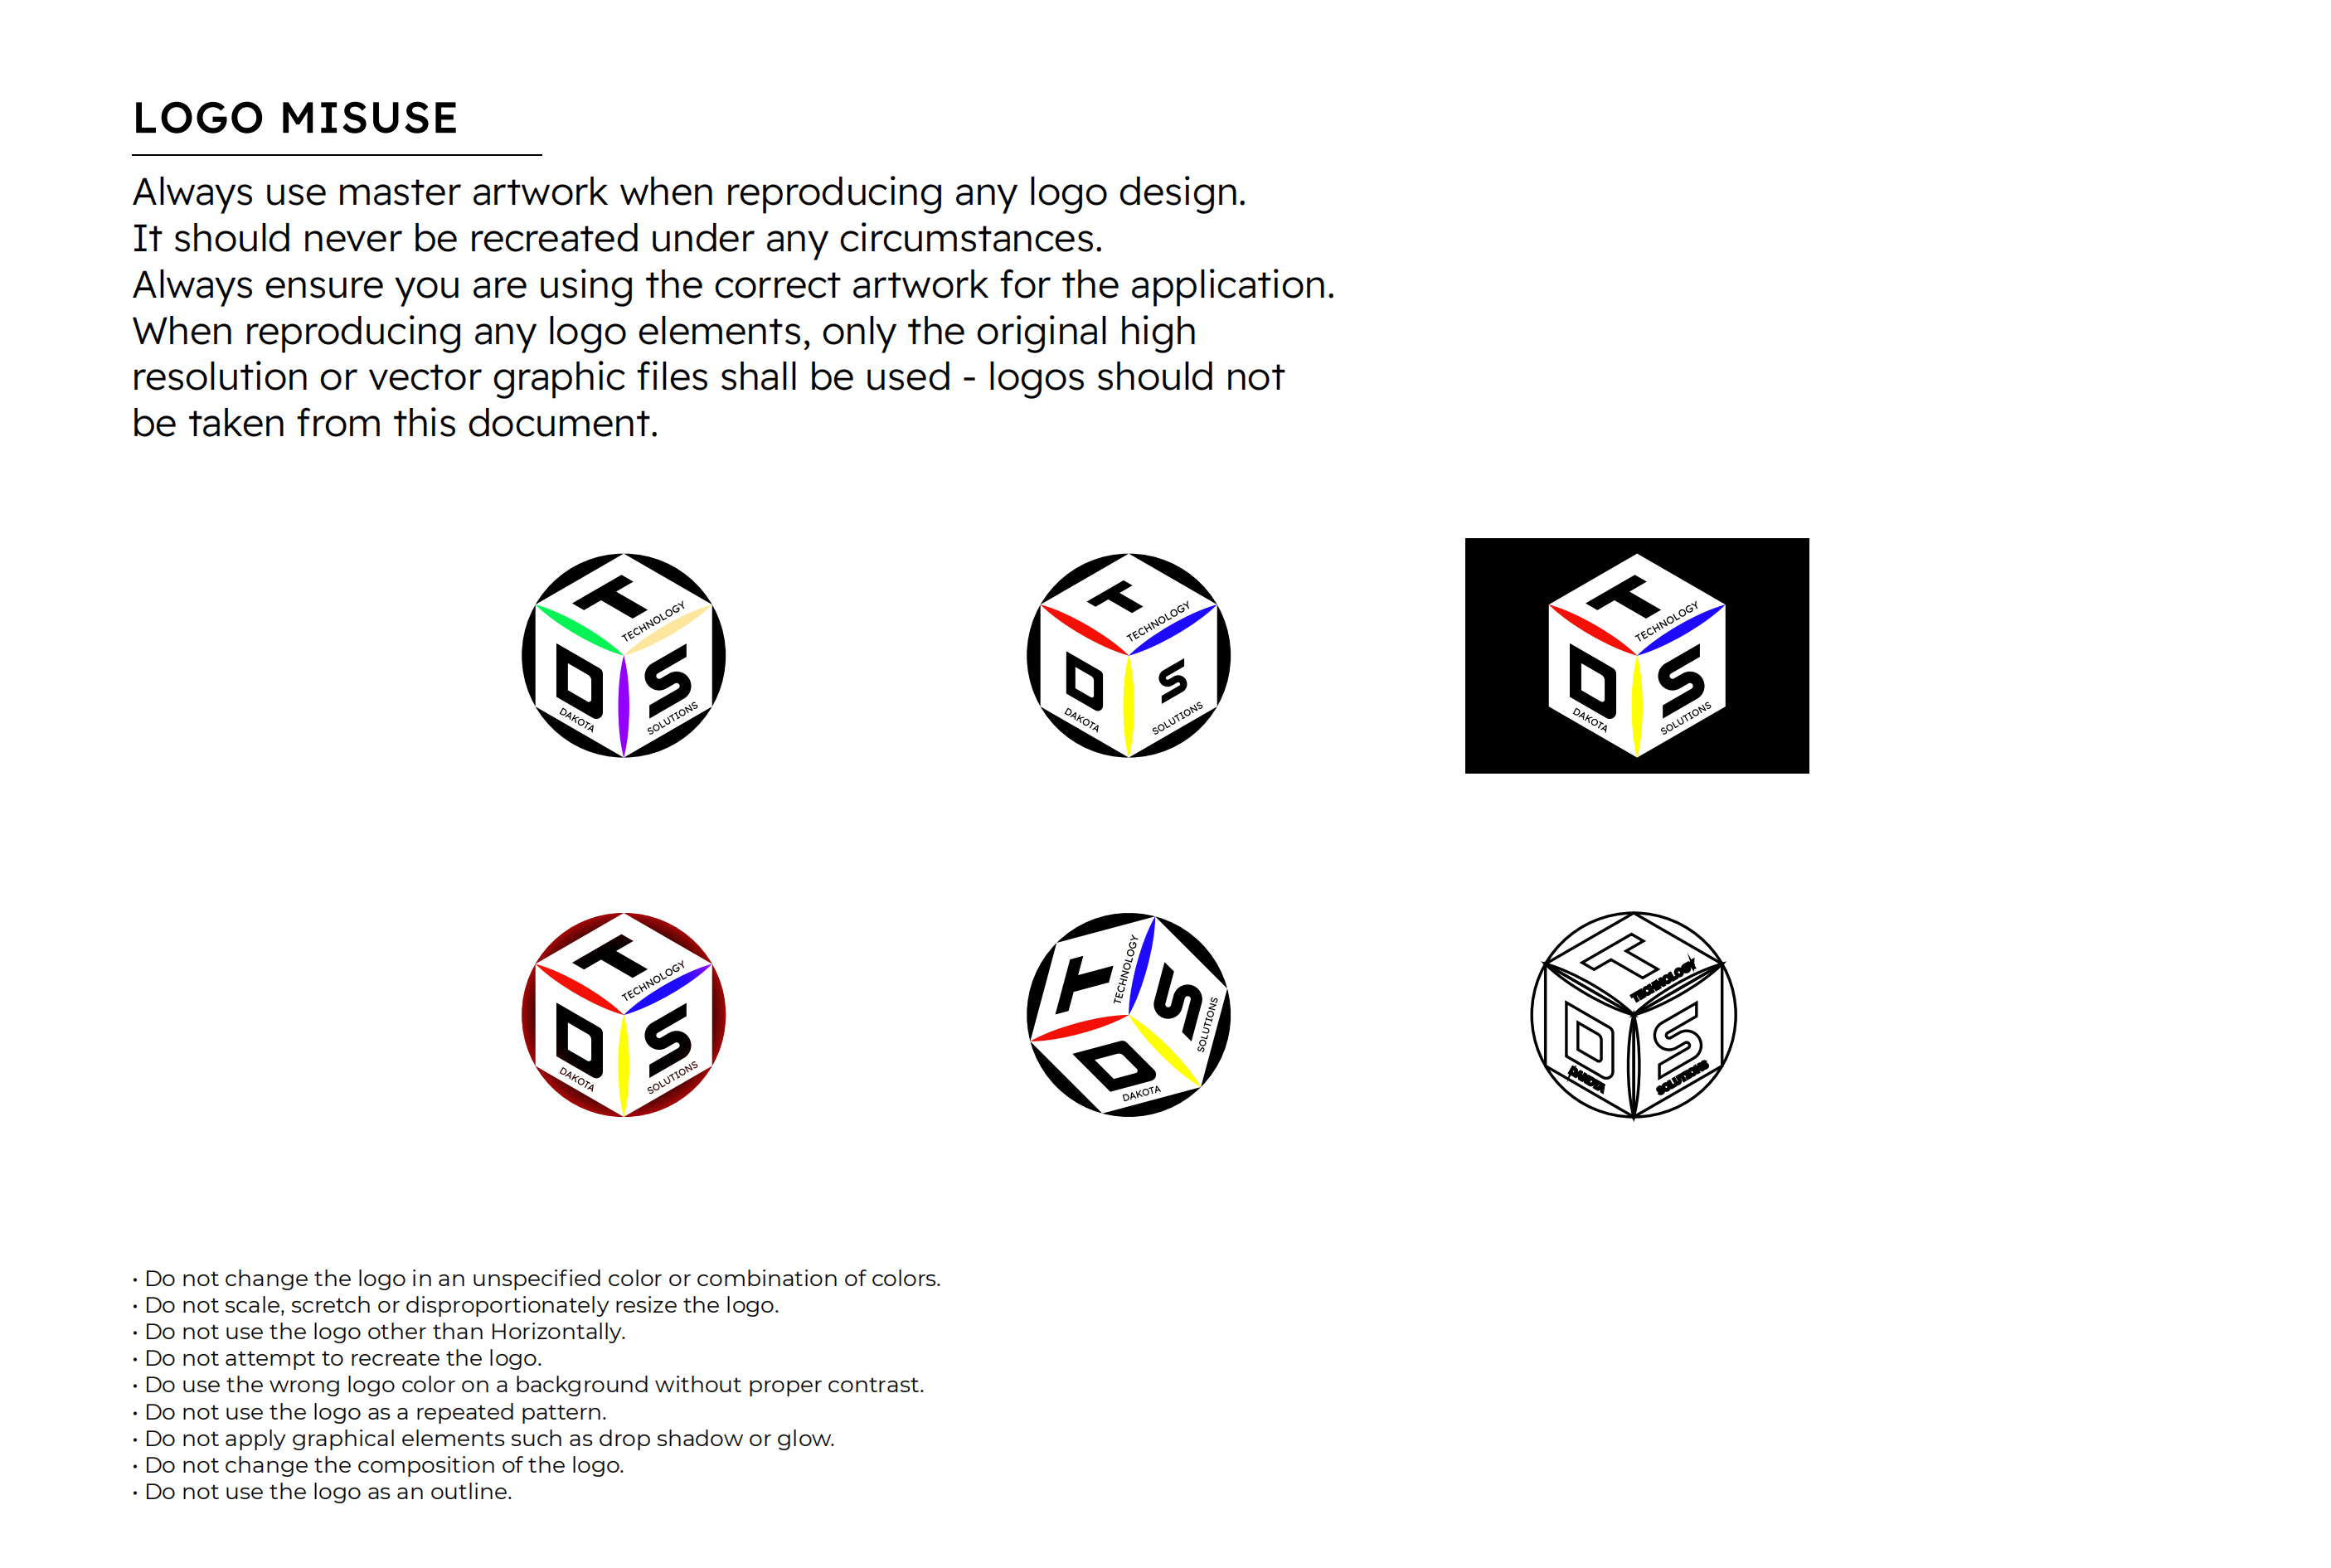 LOGO MISUSE
Always use master artwork when reproducing any logo design.
It should never be recreated under any circumstances.
Always ensure you are using the correct artwork for the application.
When reproducing any logo elements, only the original high
resolution or vector graphic files shall be used - logos should not
be taken from this document.
T
TECHNOLOGY
D
DAKOTA
S
SOLUTIONS
T
TECHNOLOGY
D
DAKOTA
S
SOLUTIONS
T
TECHNOLOGY
D
DAKOTA
S
SOLUTIONS
T
TECHNOLOGY
D
DAKOTA
S
SOLUTIONS
T
TECHNOLOGY
D
DAKOTA
S
SOLUTIONS
T
TECHNOLOGY
D
DAKOTA
S
SOLUTIONS
• Do not change the logo in an unspecified color or combination of colors.
• Do not scale, scretch or disproportionately resize the logo.
• Do not use the logo other than Horizontally.
• Do not attempt to recreate the logo.
• Do use the wrong logo color on a background without proper contrast.
• Do not use the logo as a repeated pattern.
• Do not apply graphical elements such as drop shadow or glow.
• Do not change the composition of the logo.
• Do not use the logo as an outline.